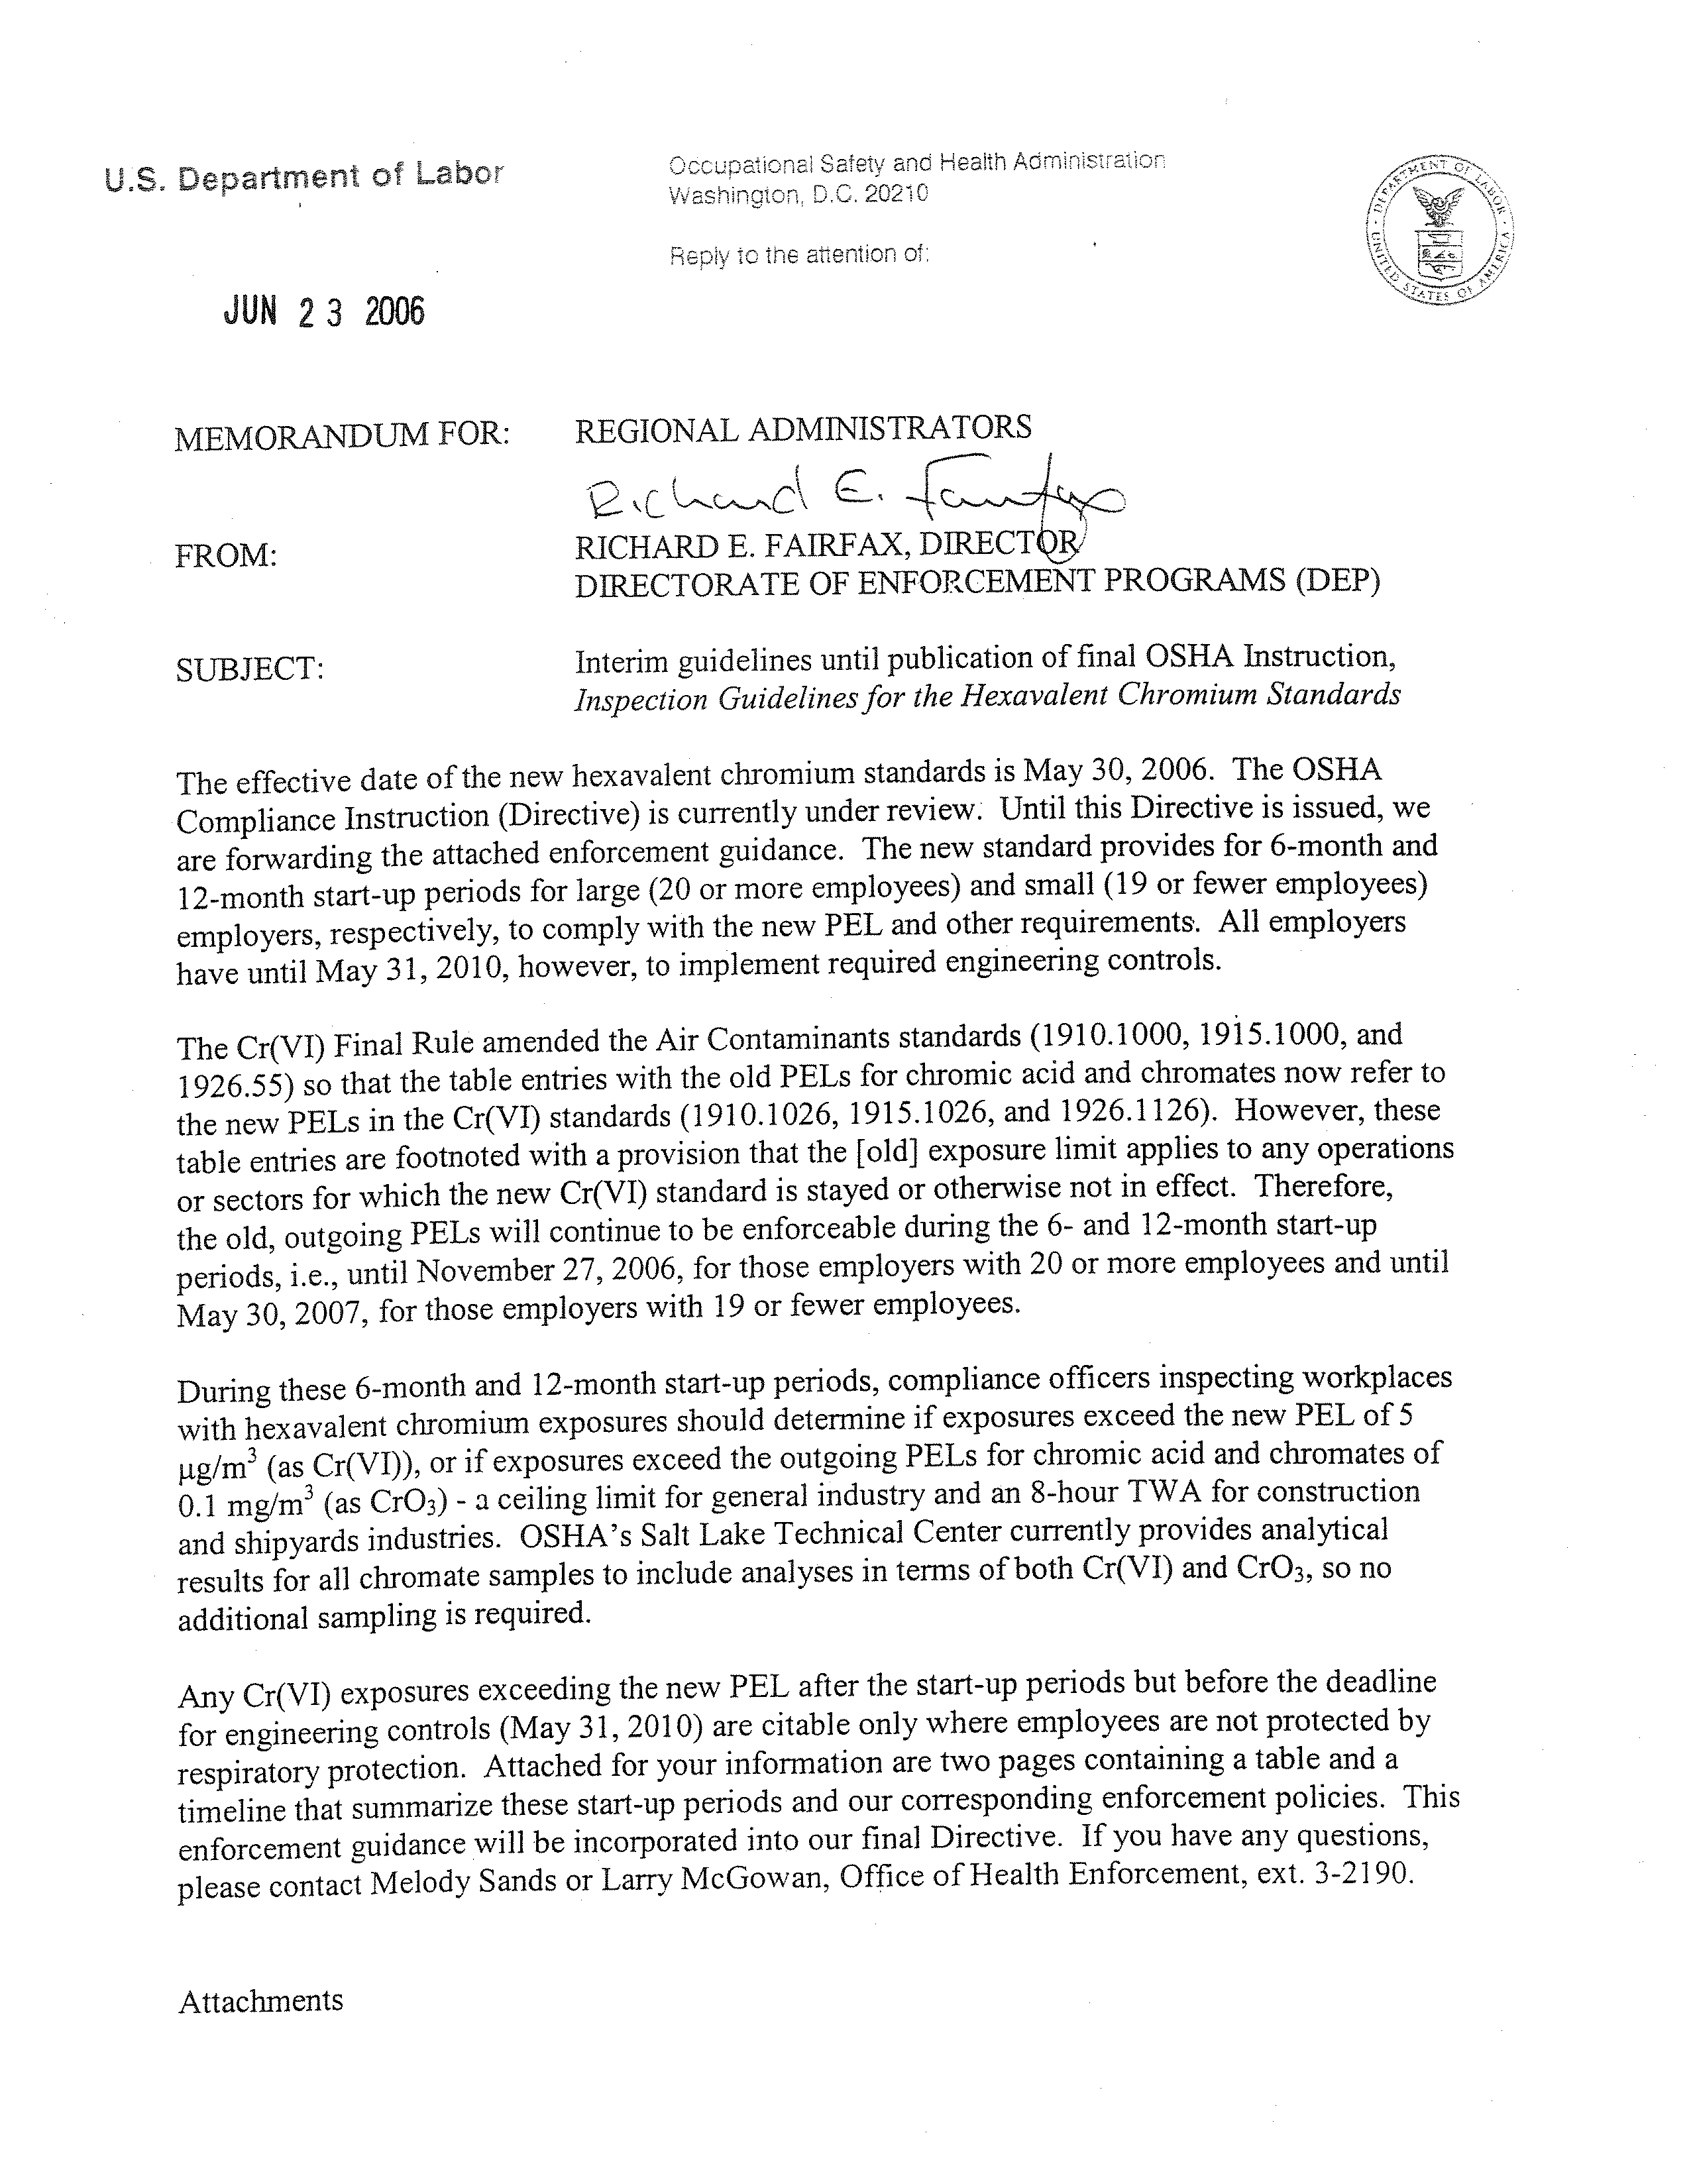 U.S. Department of Labor
Occupational Safety and Health Administration
Washington, D.C. 20210
Reply to the attention of:
DEPARTMENT OF LABOR
UNITED STATES OF AMERICA
JUN 23 2006
MEMORANDUM FOR: REGIONAL ADMINISTRATORS
Richard E. Fairfax
FROM: RICHARD E. FAIRFAX, DIRECTOR
DIRECTORATE OF ENFORCEMENT PROGRAMS (DEP)
SUBJECT: Interim guidelines until publication of final OSHA Instruction,
Inspection Guidelines for the Hexavalent Chromium Standards
The effective date of the new hexavalent chromium standards is May 30, 2006. The OSHA
Compliance Instruction (Directive) is currently under review. Until this Directive is issued, we
are forwarding the attached enforcement guidance. The new standard provides for 6-month and
12-month start-up periods for large (20 or more employees) and small (19 or fewer employees)
employers, respectively, to comply with the new PEL and other requirements. All employers
have until May 31, 2010, however, to implement required engineering controls.
The Cr(VI) Final Rule amended the Air Contaminants standards (1910.1000, 1915.1000, and
1926.55) so that the table entries with the old PELs for chromic acid and chromates now refer to
the new PELs in the Cr(VI) standards (1910.1026, 1915.1026, and 1926.1126). However, these
table entries are footnoted with a provision that the [old] exposure limit applies to any operations
or sectors for which the new Cr(VI) standard is stayed or otherwise not in effect. Therefore,
the old, outgoing PELs will continue to be enforceable during the 6- and 12-month start-up
periods, i.e., until November 27, 2006, for those employers with 20 or more employees and until
May 30, 2007, for those employers with 19 or fewer employees.
During these 6-month and 12-month start-up periods, compliance officers inspecting workplaces
with hexavalent chromium exposures should determine if exposures exceed the new PEL of 5
µg/m³ (as Cr(VI)), or if exposures exceed the outgoing PELs for chromic acid and chromates of
0.1 mg/m³ (as CrO₃) - a ceiling limit for general industry and an 8-hour TWA for construction
and shipyards industries. OSHA's Salt Lake Technical Center currently provides analytical
results for all chromate samples to include analyses in terms of both Cr(VI) and CrO₃, so no
additional sampling is required.
Any Cr(VI) exposures exceeding the new PEL after the start-up periods but before the deadline
for engineering controls (May 31, 2010) are citable only where employees are not protected by
respiratory protection. Attached for your information are two pages containing a table and a
timeline that summarize these start-up periods and our corresponding enforcement policies. This
enforcement guidance will be incorporated into our final Directive. If you have any questions,
please contact Melody Sands or Larry McGowan, Office of Health Enforcement, ext. 3-2190.
Attachments